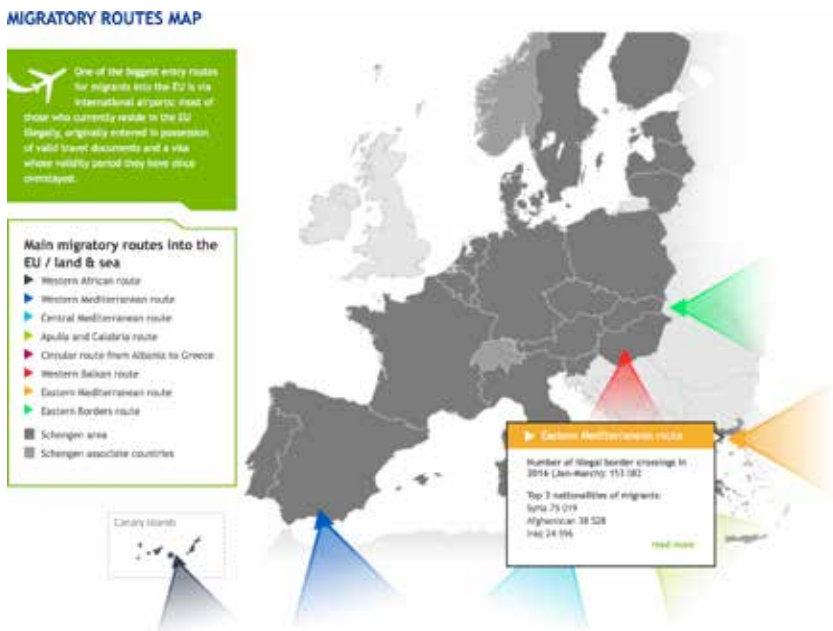 MIGRATORY ROUTES MAP
One of the biggest entry routes
for migrants into the EU is via
international airports: most of
those who currently reside in the EU
illegally, originally entered in possession
of valid travel documents and a visa
whose validity period they have since
overstayed.
Main migratory routes into the
EU / land & sea
Western African route
Western Mediterranean route
Central Mediterranean route
Apulia and Calabria route
Circular route from Albania to Greece
Western Balkan route
Eastern Mediterranean route
Eastern Borders route
Schengen area
Schengen associate countries
Canary Islands
Eastern Mediterranean route
Number of illegal border crossings in
2016 (Jan-March): 153 082
Top 3 nationalities of migrants:
Syria 75 019
Afghanistan 38 528
Iraq
read more